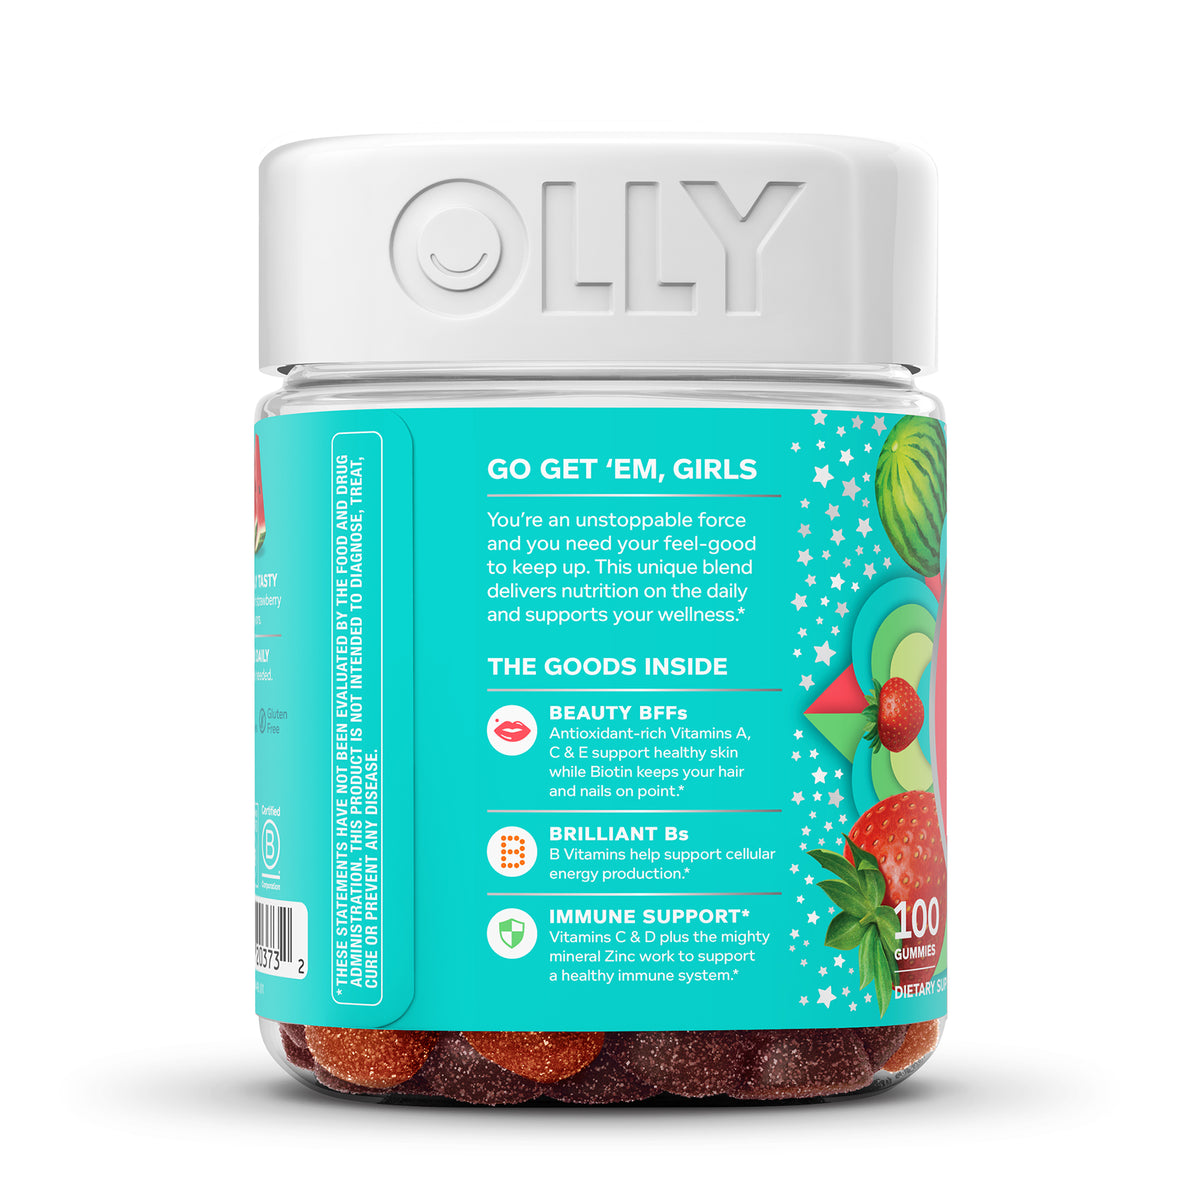 OLLY
TASTY
strawberry
DAILY
needed.
Gluten
Free
Certified
B
Corporation
20373 2
*THESE STATEMENTS HAVE NOT BEEN EVALUATED BY THE FOOD AND DRUG
ADMINISTRATION. THIS PRODUCT IS NOT INTENDED TO DIAGNOSE, TREAT,
CURE OR PREVENT ANY DISEASE.
GO GET ‘EM, GIRLS
You’re an unstoppable force
and you need your feel-good
to keep up. This unique blend
delivers nutrition on the daily
and supports your wellness.*
THE GOODS INSIDE
BEAUTY BFFs
Antioxidant-rich Vitamins A,
C & E support healthy skin
while Biotin keeps your hair
and nails on point.*
B
BRILLIANT Bs
B Vitamins help support cellular
energy production.*
IMMUNE SUPPORT*
Vitamins C & D plus the mighty
mineral Zinc work to support
a healthy immune system.*
100
GUMMIES
DIETARY